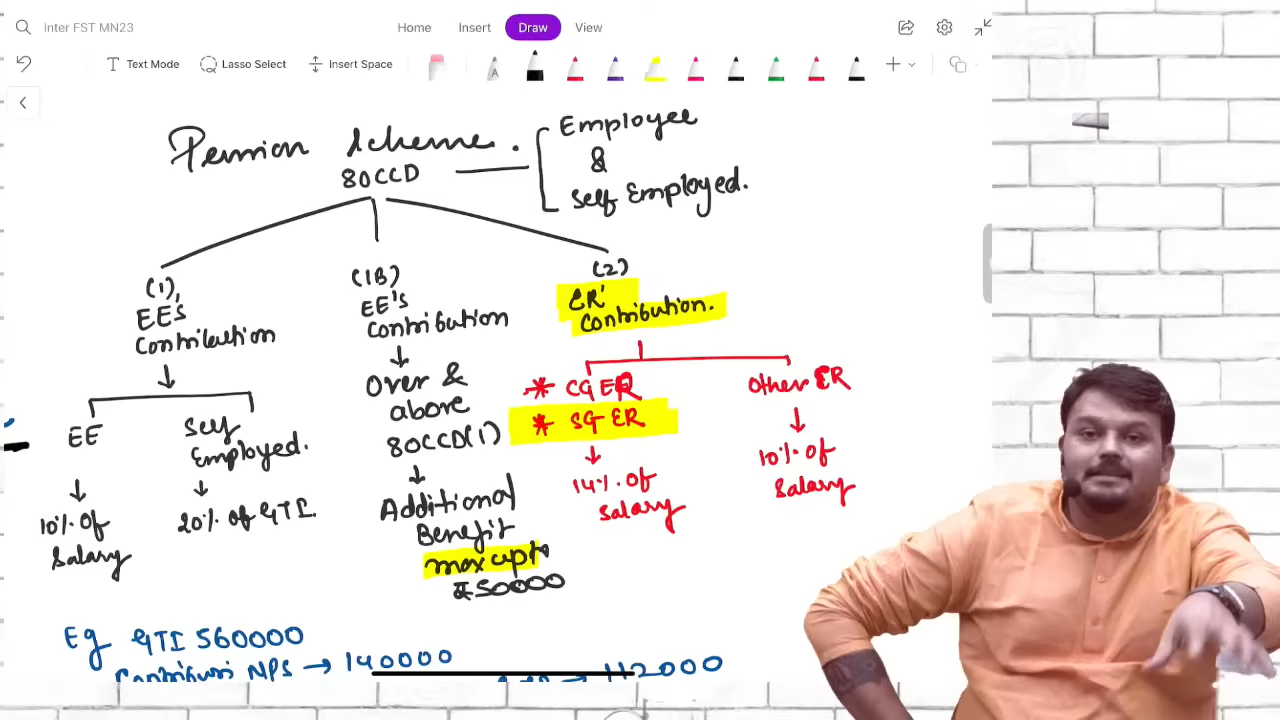 Inter FST MN23
Home
Insert
Draw
View
Text Mode
Lasso Select
Insert Space
Pension Scheme.
80CCD
Employee
&
Self Employed.
(1),
EES
Contribution
EE
10% Of
Salary
Self
Employed.
20% of GTI.
(1B)
EE'S
Contribution
Over &
above
80CCD(1)
Additional
Benefit
max upto
₹50000
(2)
ER'
Contribution.
* CG ER
* SG ER
14% Of
Salary
Other ER
10% Of
Salary
Eg GTI 560000
NPS → 140000
→ 112000